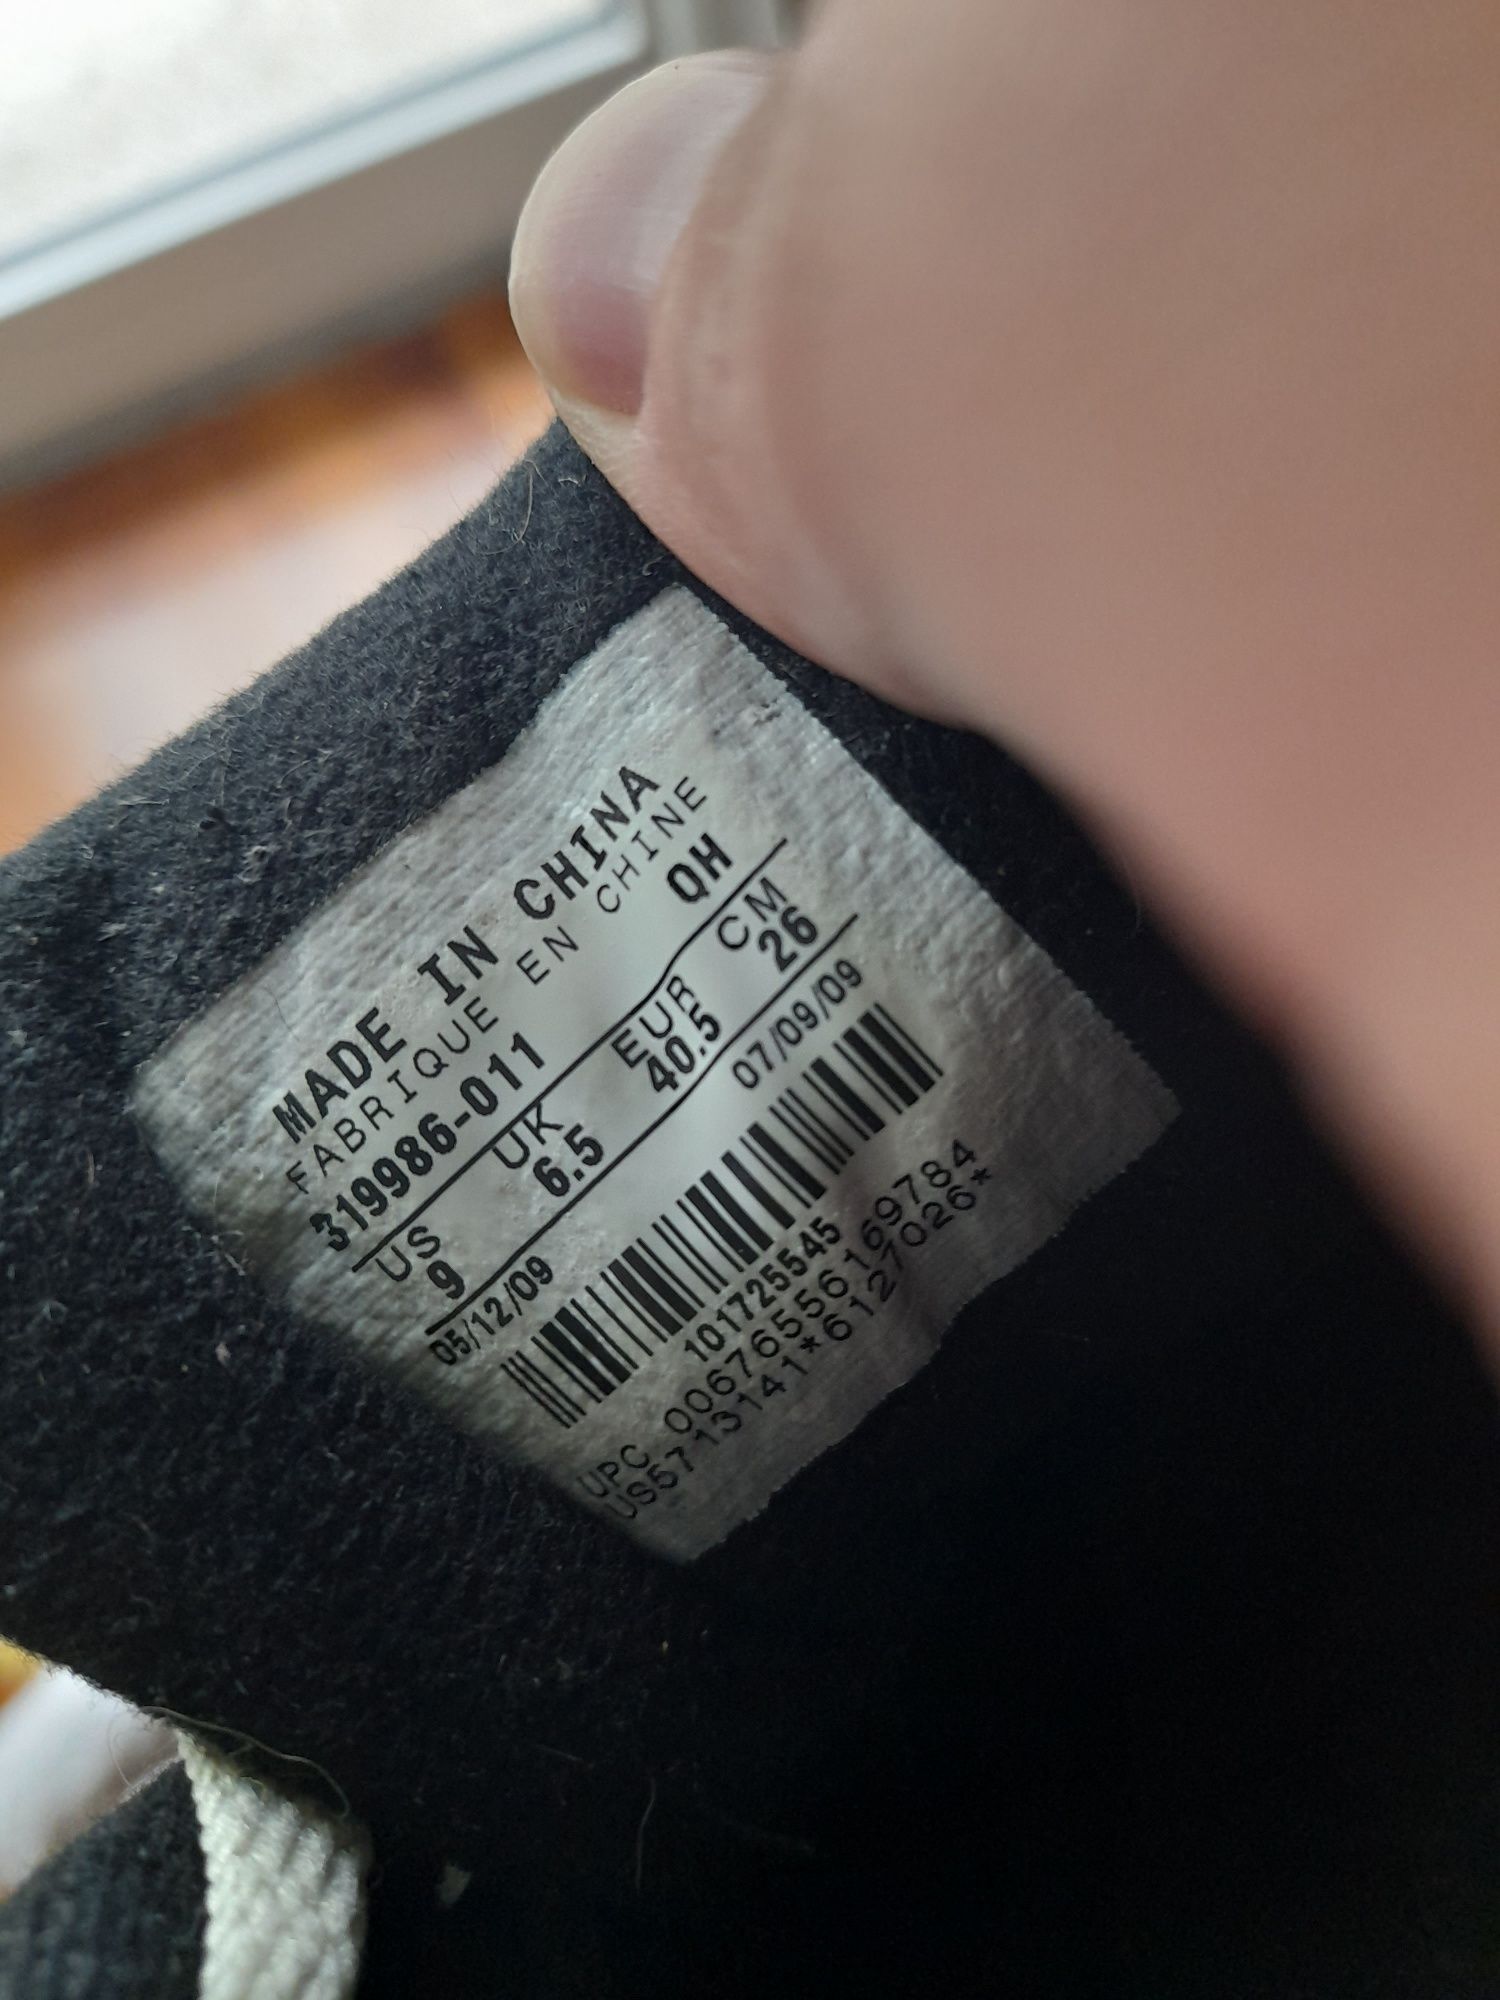 MADE IN CHINA
FABRIQUE EN CHINE
319986-011 QH
US UK EUR CM
9 6.5 40.5 26
05/12/09 07/09/09
101725545
UPC 00676556169784
US5713141*6127026*